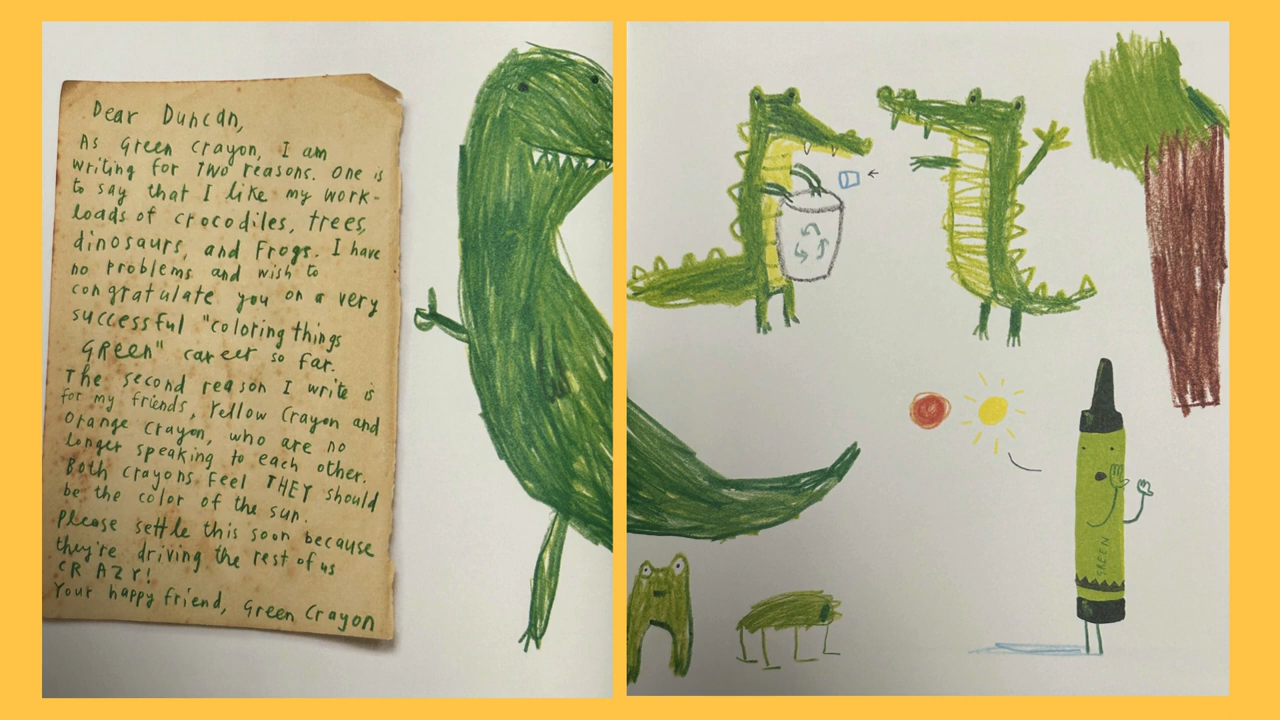 Dear Duncan,
As Green Crayon, I am
writing for TWO reasons. One is
to say that I like my work-
loads of crocodiles, trees,
dinosaurs, and frogs. I have
no problems and wish to
congratulate you on a very
successful "coloring things
GReen" career so far.
The second reason I write is
for my friends, Yellow Crayon and
Orange Crayon, who are no
longer speaking to each other.
Both crayons feel THEY should
be the color of the sun.
please settle this soon because
they're driving the rest of us
CRAZY!
Your happy friend, Green Crayon
GREEN